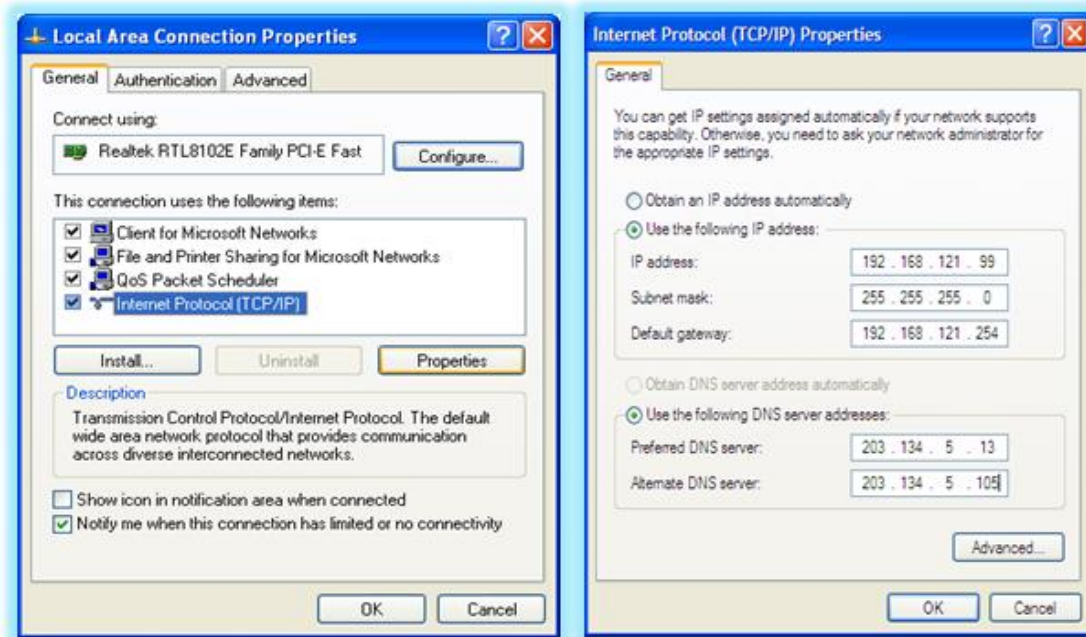 Local Area Connection Properties
General Authentication Advanced
Connect using:
Realtek RTL8102E Family PCI-E Fast
Configure...
This connection uses the following items:
Client for Microsoft Networks
File and Printer Sharing for Microsoft Networks
QoS Packet Scheduler
Internet Protocol (TCP/IP)
Install... Uninstall Properties
Description
Transmission Control Protocol/Internet Protocol. The default
wide area network protocol that provides communication
across diverse interconnected networks.
Show icon in notification area when connected
Notify me when this connection has limited or no connectivity
OK Cancel
Internet Protocol (TCP/IP) Properties
General
You can get IP settings assigned automatically if your network supports
this capability. Otherwise, you need to ask your network administrator for
the appropriate IP settings.
Obtain an IP address automatically
Use the following IP address:
IP address: 192 . 168 . 121 . 99
Subnet mask: 255 . 255 . 255 . 0
Default gateway: 192 . 168 . 121 . 254
Obtain DNS server address automatically
Use the following DNS server addresses:
Preferred DNS server: 203 . 134 . 5 . 13
Alternate DNS server: 203 . 134 . 5 . 105
Advanced...
OK Cancel